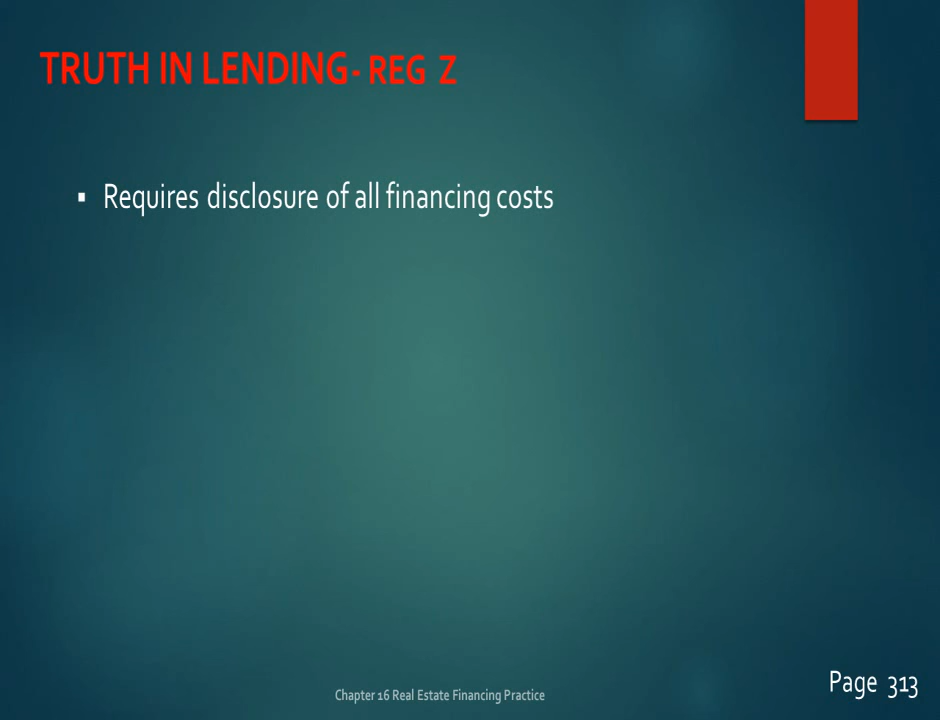 TRUTH IN LENDING- REG Z
▪ Requires disclosure of all financing costs
Chapter 16 Real Estate Financing Practice
Page 313